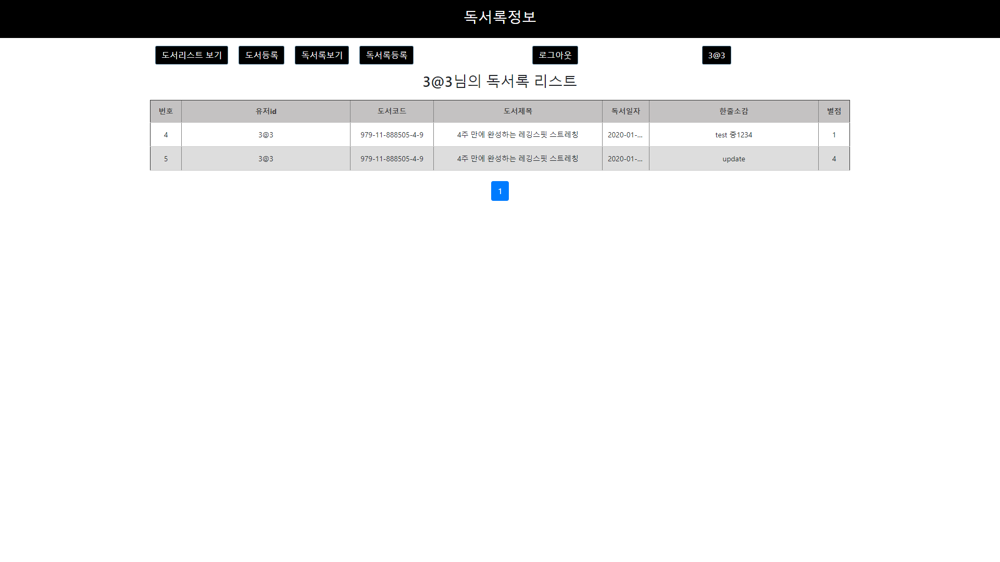 독서록정보
도서리스트 보기 도서등록 독서록보기 독서록등록 로그아웃 3@3
3@3님의 독서록 리스트
번호 유저id 도서코드 도서제목 독서일자 한줄소감 별점
4 3@3 979-11-888505-4-9 4주 만에 완성하는 레깅스핏 스트레칭 2020-01-... test 중1234 1
5 3@3 979-11-888505-4-9 4주 만에 완성하는 레깅스핏 스트레칭 2020-01-... update 4
1